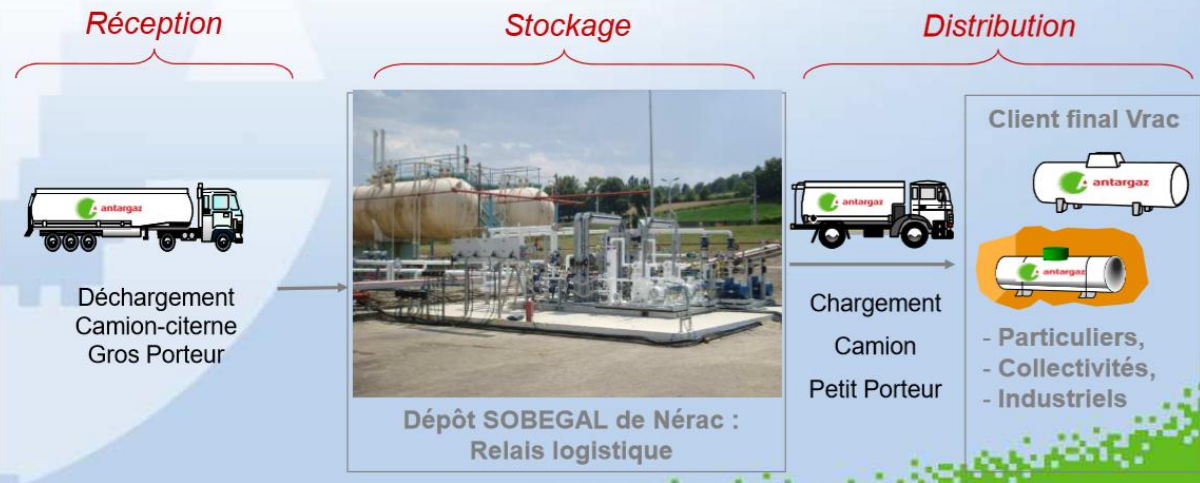 Réception
Stockage
Distribution
antargaz
Déchargement
Camion-citerne
Gros Porteur
Dépôt SOBEGAL de Nérac :
Relais logistique
antargaz
Chargement
Camion
Petit Porteur
Client final Vrac
antargaz
antargaz
- Particuliers,
- Collectivités,
- Industriels